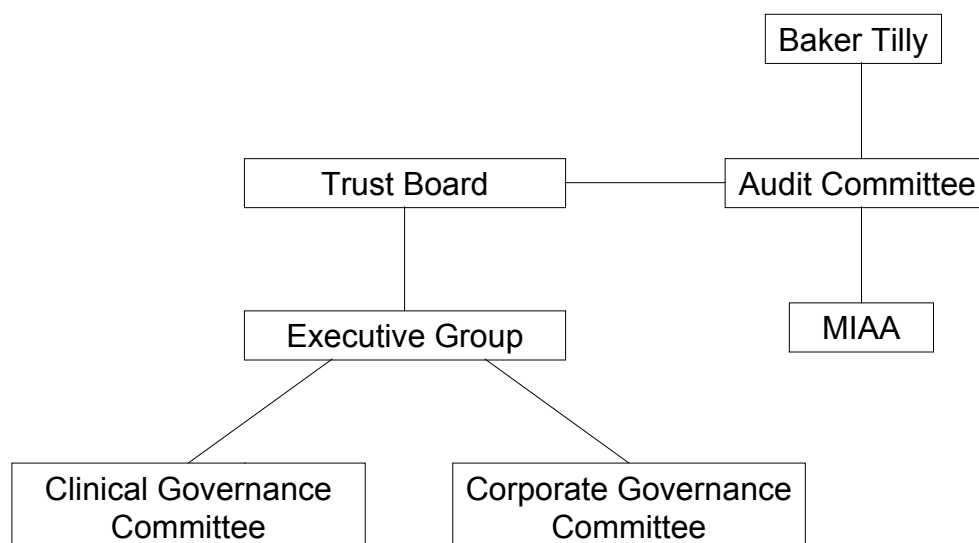 Baker Tilly
Trust Board
Audit Committee
Executive Group
MIAA
Clinical Governance
Committee
Corporate Governance
Committee